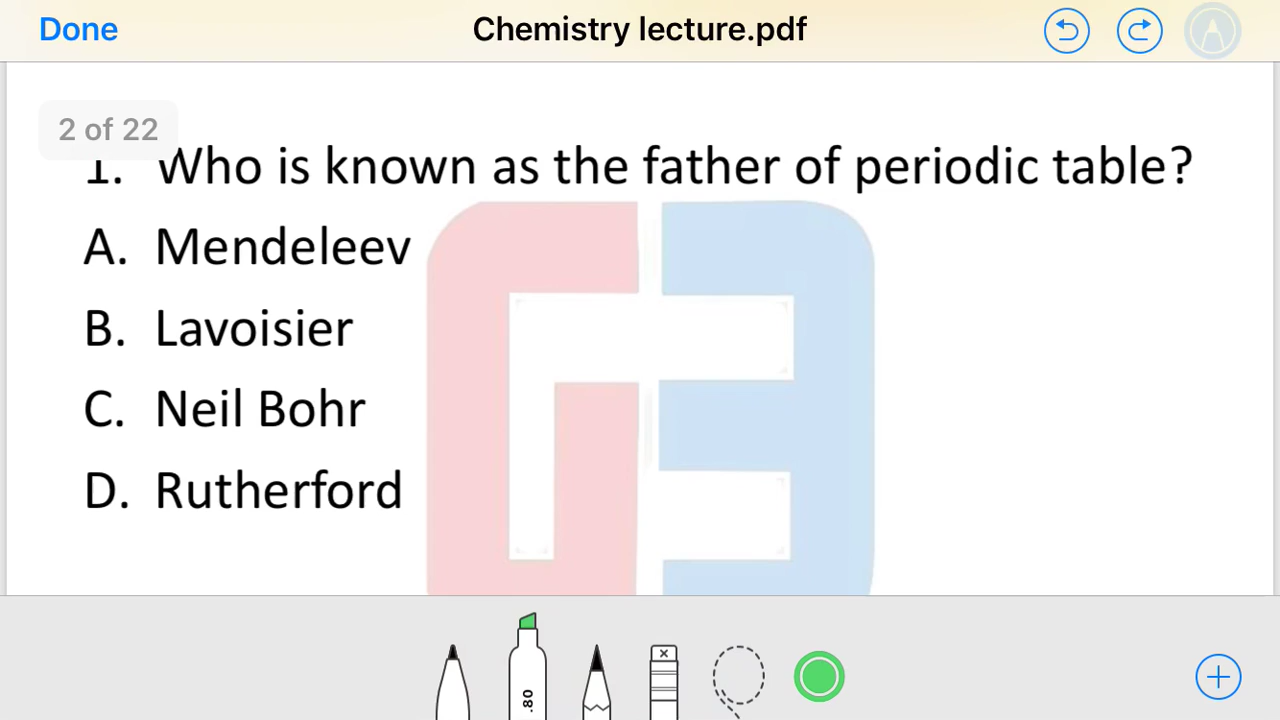 Done Chemistry lecture.pdf
2 of 22
1. Who is known as the father of periodic table?
A. Mendeleev
B. Lavoisier
C. Neil Bohr
D. Rutherford
.80